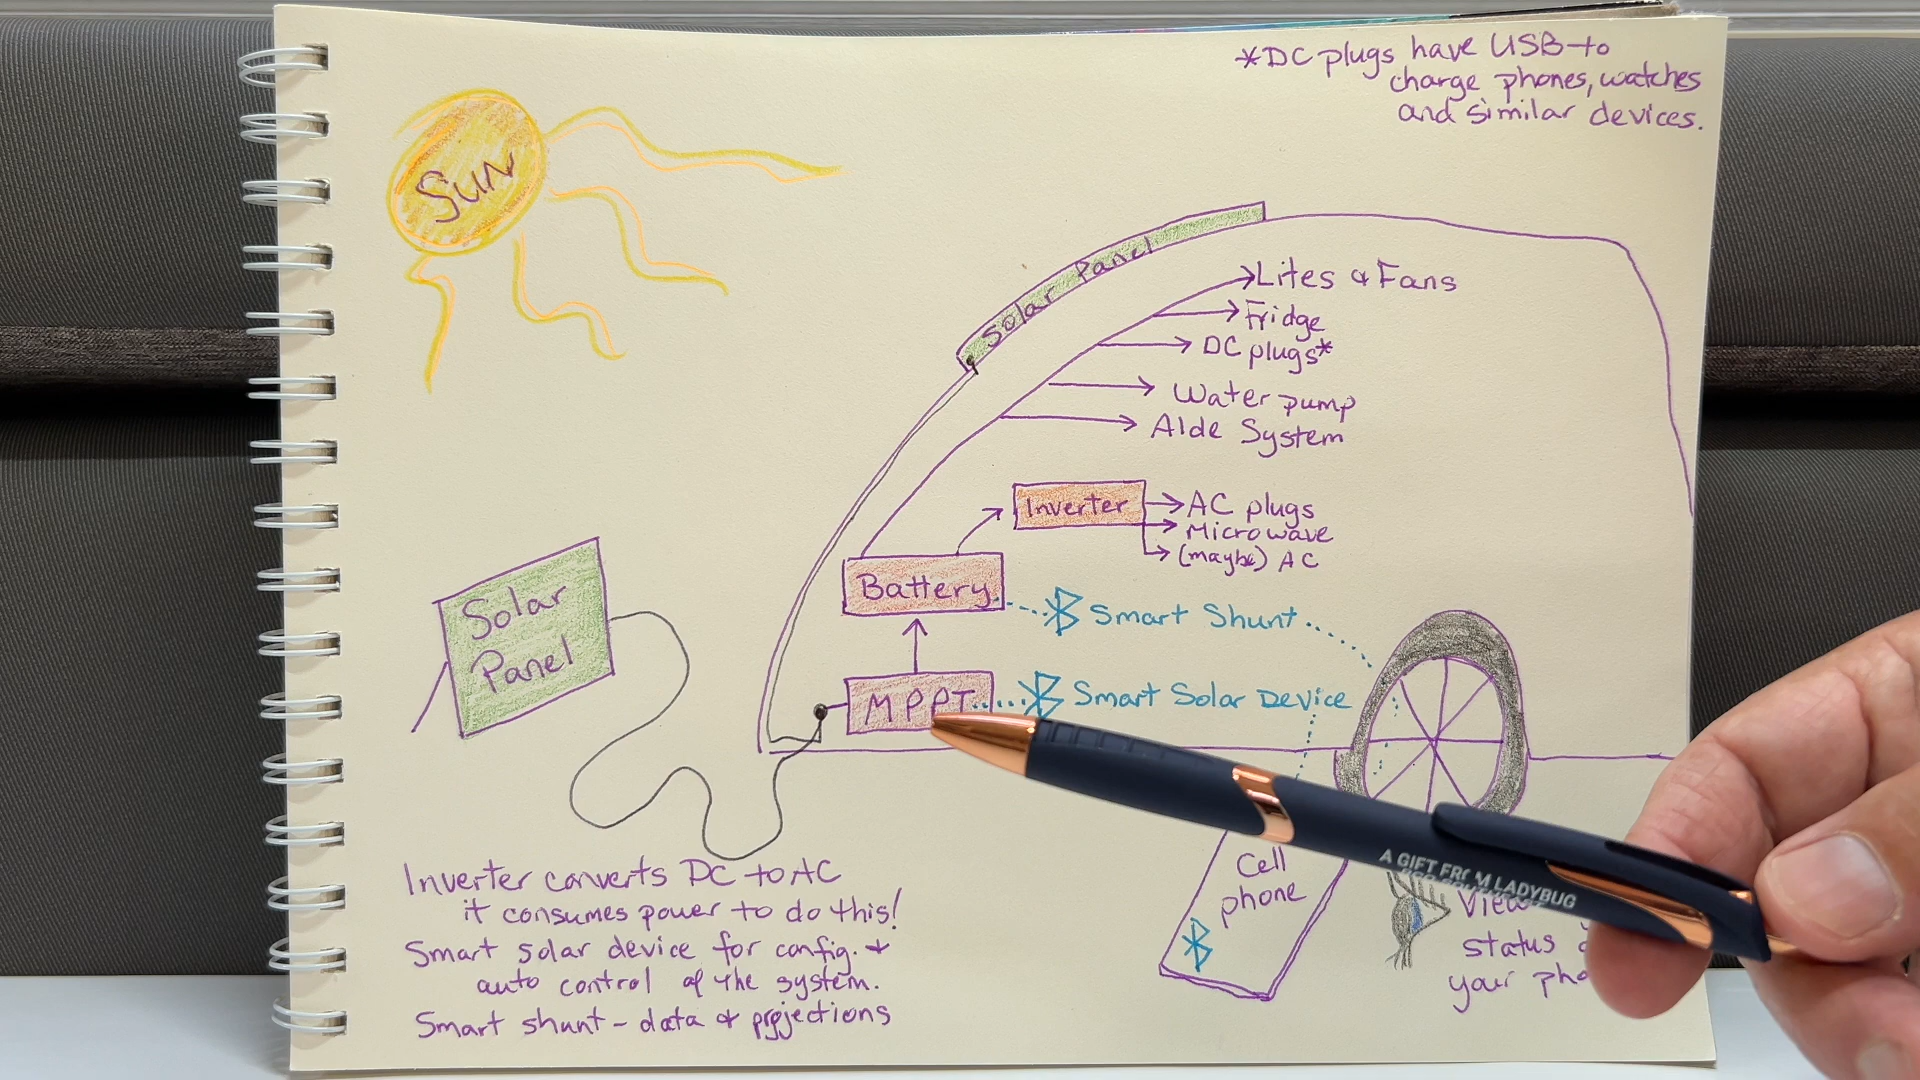 *DC plugs have USB to
charge phones, watches
and similar devices.
Sun
Solar Panel
Lites & Fans
Fridge
DC plugs*
Water pump
Alde System
Inverter
AC plugs
Microwave
(maybe) AC
Battery
Smart Shunt
Solar
Panel
MPPT
Smart Solar Device
Cell
phone
View
status
your
A GIFT FROM LADYBUG
Inverter converts DC to AC
it consumes power to do this!
Smart solar device for config. &
auto control of the system.
Smart shunt - data & projections